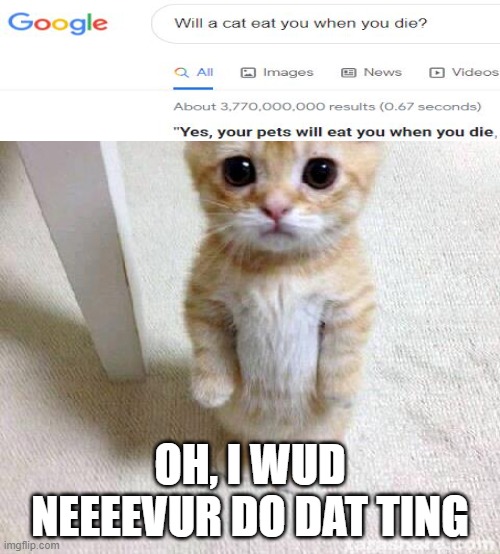 Google
Will a cat eat you when you die?
All Images News Videos
About 3,770,000,000 results (0.67 seconds)
"Yes, your pets will eat you when you die,
OH, I WUD
NEEEEVUR DO DAT TING
imgflip.com